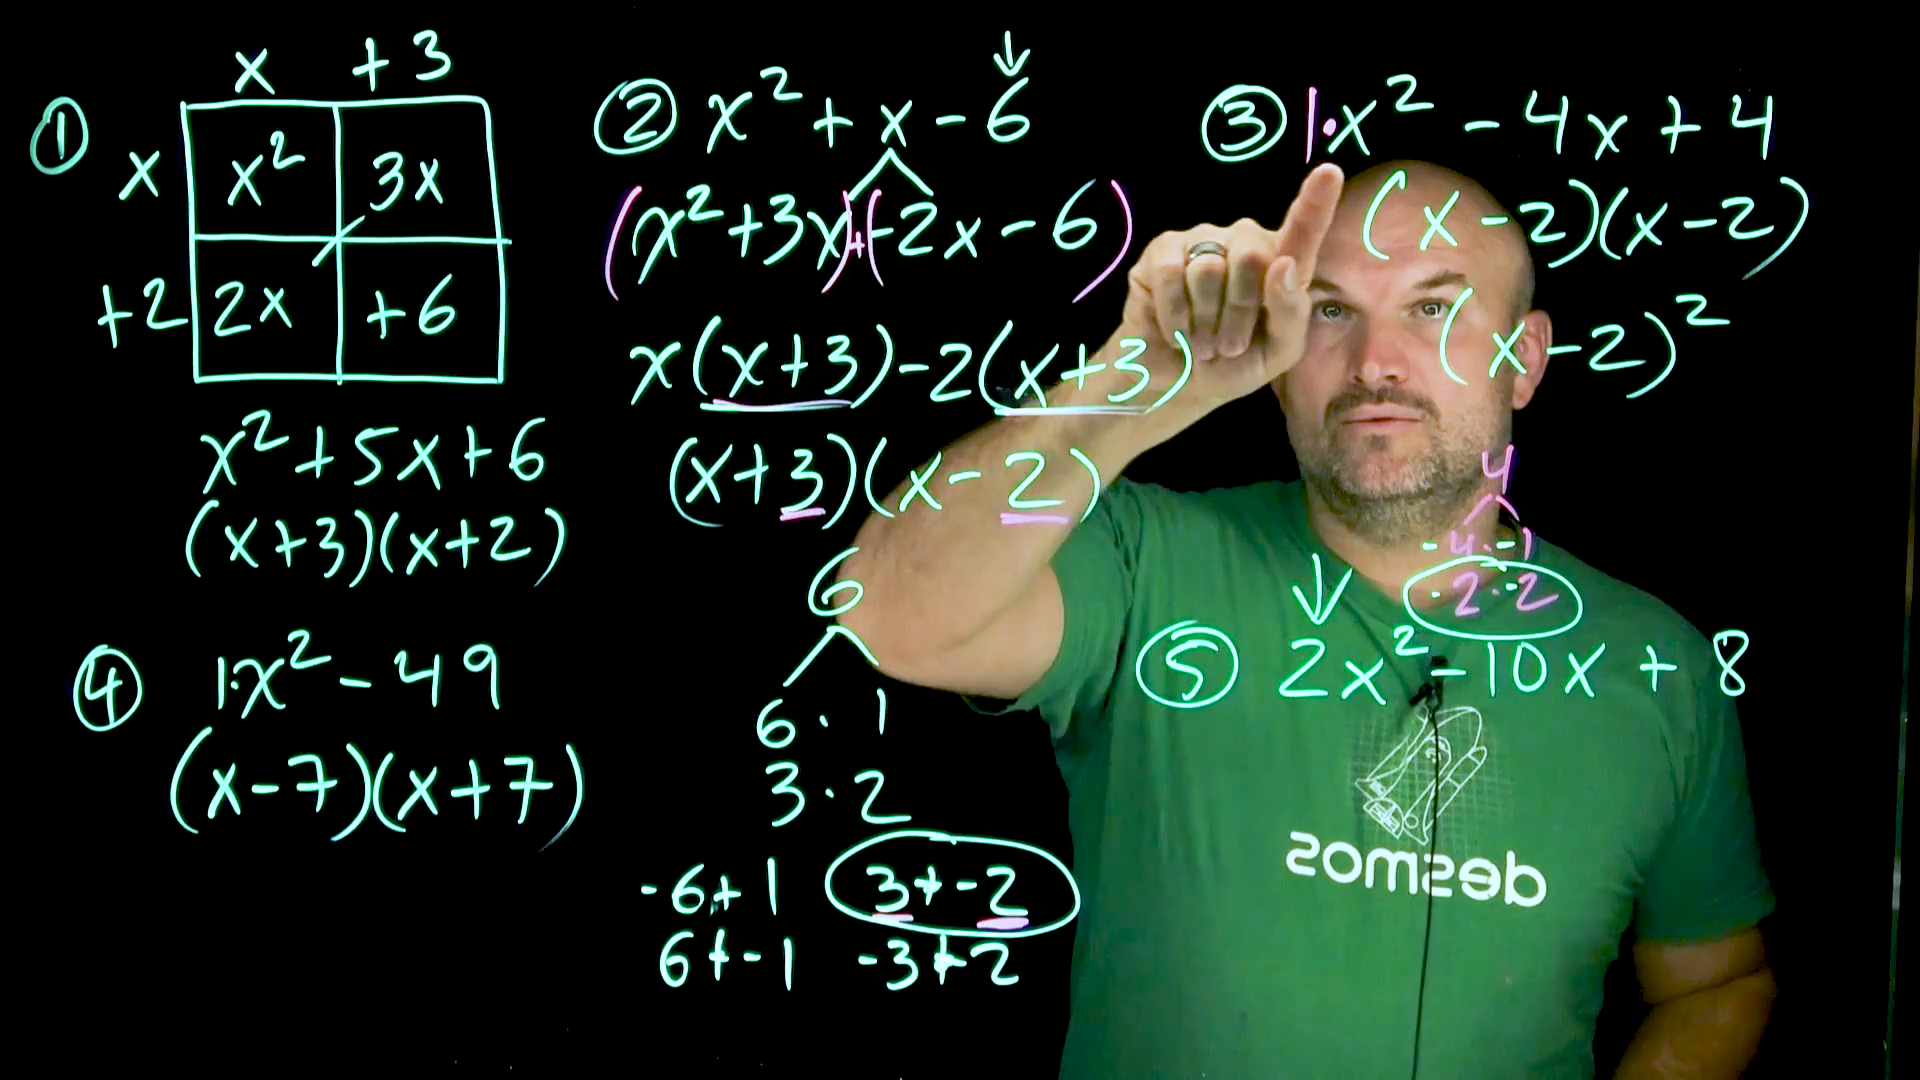 ① x +3
x x² 3x
+2 2x +6
x²+5x+6
(x+3)(x+2)
② x² + x - 6
(x²+3x)+(-2x-6)
x(x+3)-2(x+3)
(x+3)(x-2)
6
6 · 1
3 · 2
-6+1 3+-2
6+-1 -3+2
③ 1·x² - 4x + 4
(x-2)(x-2)
(x-2)²
④ 1·x² - 49
(x-7)(x+7)
4
-4·-1
-2·-2
⑤ 2x² - 10x + 8
desmos